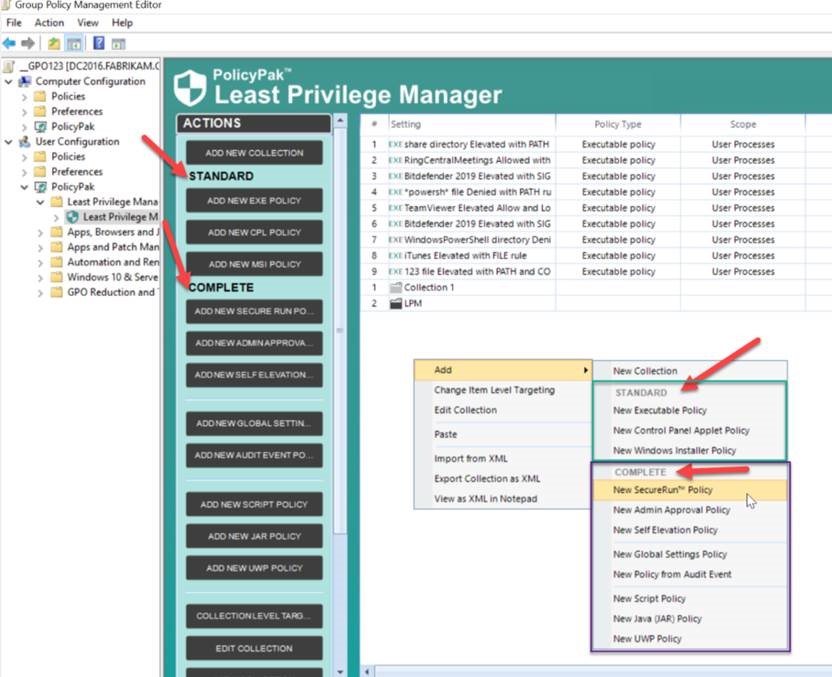 Group Policy Management Editor
File Action View Help
__GPO123 [DC2016.FABRIKAM.C
Computer Configuration
Policies
Preferences
PolicyPak
User Configuration
Policies
Preferences
PolicyPak
Least Privilege Mana
Least Privilege M
Apps, Browsers and J
Apps and Patch Man
Automation and Ren
Windows 10 & Serve
GPO Reduction and T
PolicyPak™
Least Privilege Manager
ACTIONS
ADD NEW COLLECTION
STANDARD
ADD NEW EXE POLICY
ADD NEW CPL POLICY
ADD NEW MSI POLICY
COMPLETE
ADD NEW SECURE RUN PO...
ADD NEW ADMIN APPROVA...
ADD NEW SELF ELEVATION...
ADD NEW GLOBAL SETTIN...
ADD NEW AUDIT EVENT PO...
ADD NEW SCRIPT POLICY
ADD NEW JAR POLICY
ADD NEW UWP POLICY
COLLECTION LEVEL TARG...
EDIT COLLECTION
# Setting Policy Type Scope
1 EXE share directory Elevated with PATH Executable policy User Processes
2 EXE RingCentralMeetings Allowed with Executable policy User Processes
3 EXE Bitdefender 2019 Elevated with SIG Executable policy User Processes
4 EXE *powersh* file Denied with PATH ru Executable policy User Processes
5 EXE TeamViewer Elevated Allow and Lo Executable policy User Processes
6 EXE Bitdefender 2019 Elevated with SIG Executable policy User Processes
7 EXE WindowsPowerShell directory Deni Executable policy User Processes
8 EXE iTunes Elevated with FILE rule Executable policy User Processes
9 EXE 123 file Elevated with PATH and CO Executable policy User Processes
1 Collection 1
2 LPM
Add
Change Item Level Targeting
Edit Collection
Paste
Import from XML
Export Collection as XML
View as XML in Notepad
New Collection
STANDARD
New Executable Policy
New Control Panel Applet Policy
New Windows Installer Policy
COMPLETE
New SecureRun™ Policy
New Admin Approval Policy
New Self Elevation Policy
New Global Settings Policy
New Policy from Audit Event
New Script Policy
New Java (JAR) Policy
New UWP Policy